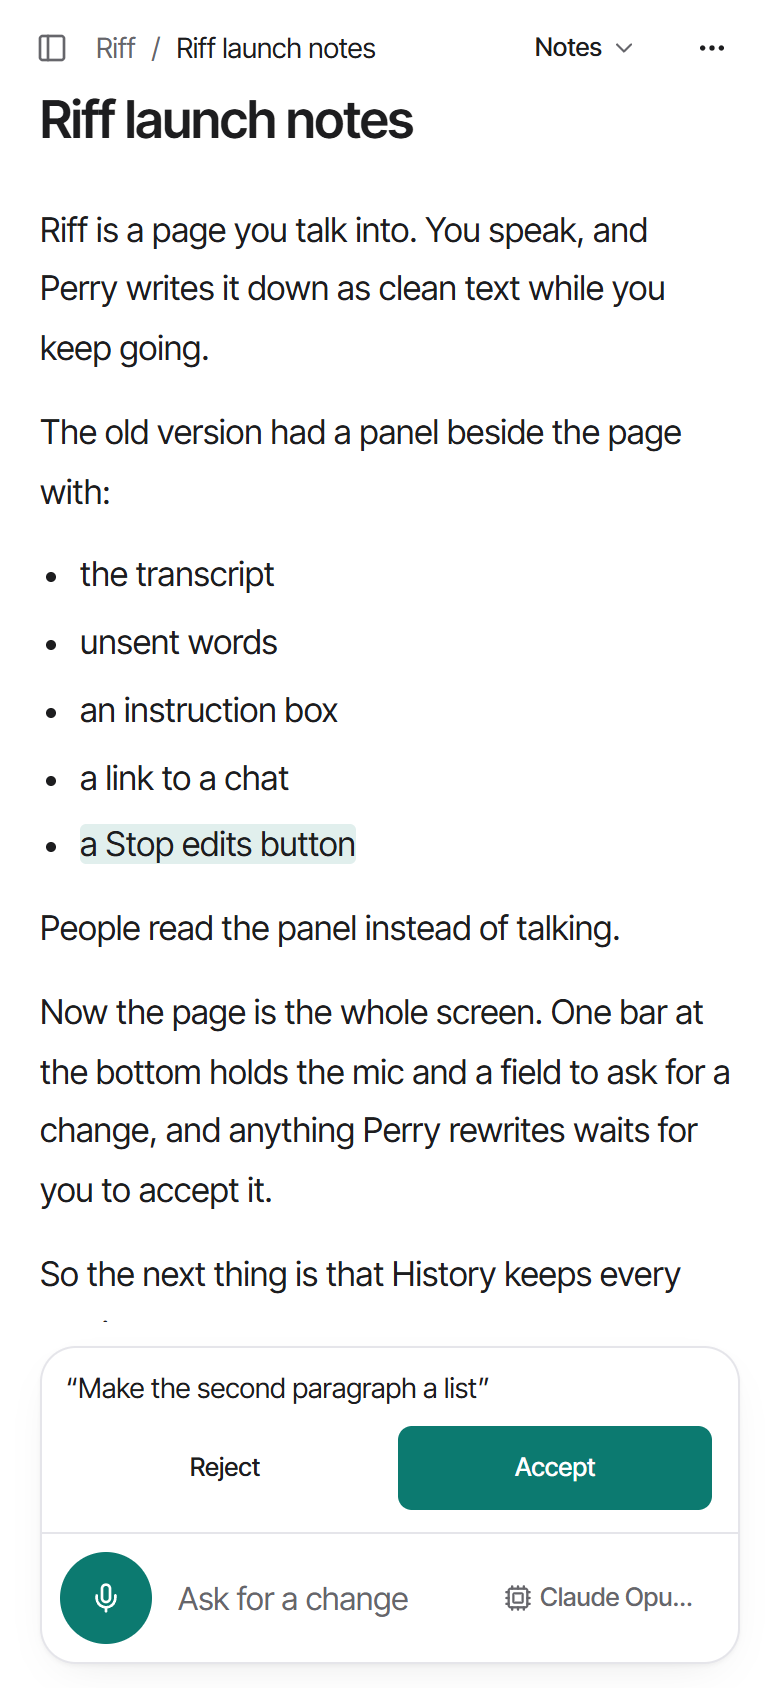 Riff / Riff launch notes
Notes
Riff launch notes
Riff is a page you talk into. You speak, and
Perry writes it down as clean text while you
keep going.
The old version had a panel beside the page
with:
• the transcript
• unsent words
• an instruction box
• a link to a chat
• a Stop edits button
People read the panel instead of talking.
Now the page is the whole screen. One bar at
the bottom holds the mic and a field to ask for a
change, and anything Perry rewrites waits for
you to accept it.
So the next thing is that History keeps every
“Make the second paragraph a list”
Reject
Accept
Ask for a change
Claude Opu...